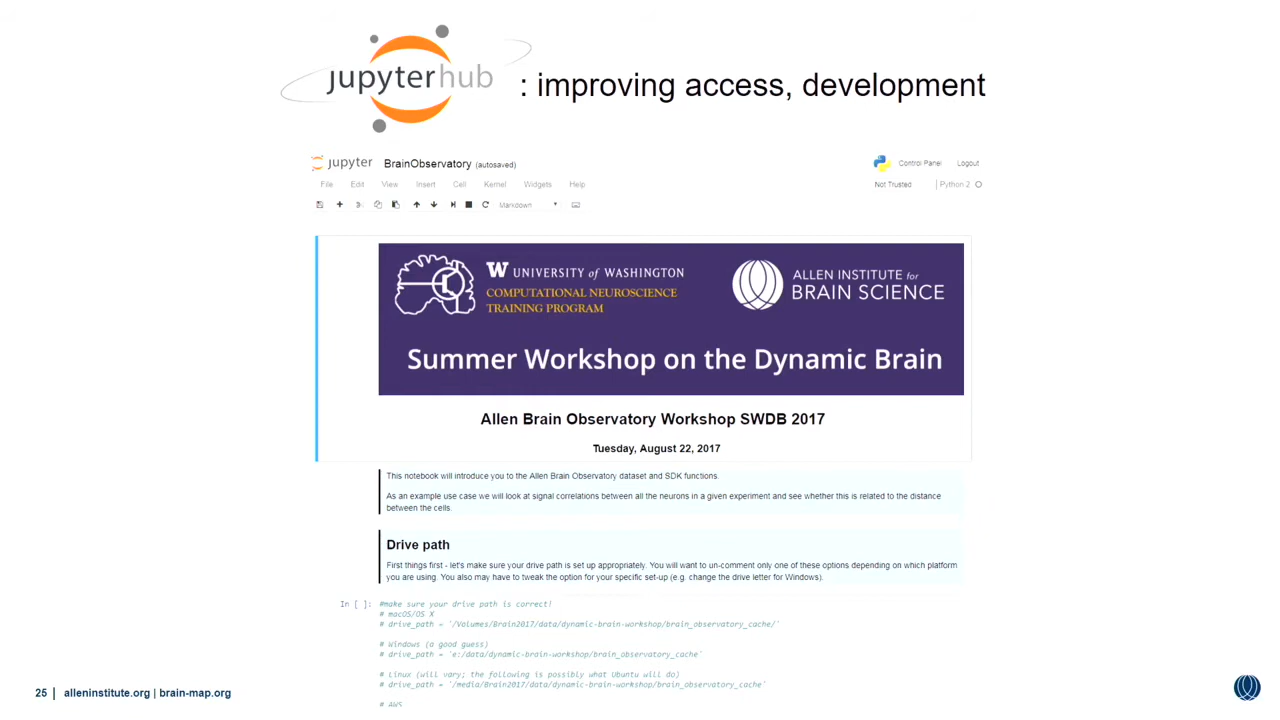 jupyterhub : improving access, development
jupyter BrainObservatory (autosaved) Control Panel Logout
File Edit View Insert Cell Kernel Widgets Help Not Trusted | Python 2
Markdown
W UNIVERSITY of WASHINGTON
COMPUTATIONAL NEUROSCIENCE
TRAINING PROGRAM
ALLEN INSTITUTE for
BRAIN SCIENCE
Summer Workshop on the Dynamic Brain
Allen Brain Observatory Workshop SWDB 2017
Tuesday, August 22, 2017
This notebook will introduce you to the Allen Brain Observatory dataset and SDK functions.
As an example use case we will look at signal correlations between all the neurons in a given experiment and see whether this is related to the distance
between the cells.
Drive path
First things first - let's make sure your drive path is set up appropriately. You will want to un-comment only one of these options depending on which platform
you are using. You also may have to tweak the option for your specific set-up (e.g. change the drive letter for Windows).
In [ ]: #make sure your drive path is correct!
# macOS/OS X
# drive_path = '/Volumes/Brain2017/data/dynamic-brain-workshop/brain_observatory_cache/'
# Windows (a good guess)
# drive_path = 'e:/data/dynamic-brain-workshop/brain_observatory_cache'
# Linux (will vary; the following is possibly what Ubuntu will do)
# drive_path = '/media/Brain2017/data/dynamic-brain-workshop/brain_observatory_cache'
# AWS
25 | alleninstitute.org | brain-map.org